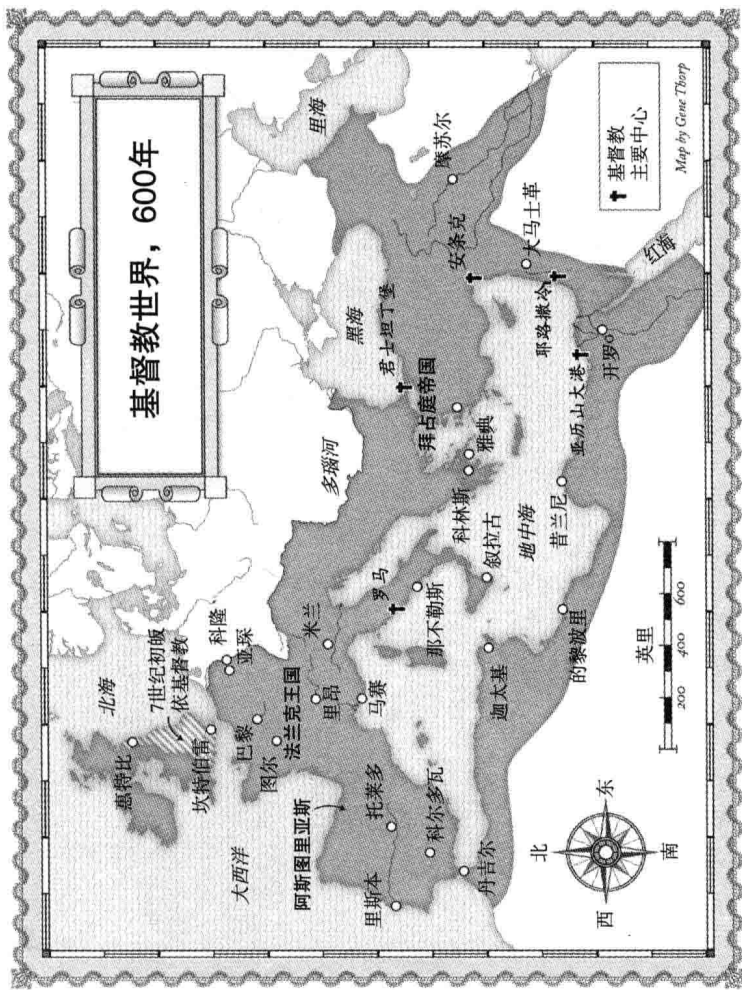 基督教世界，600年
北海
7世纪初皈
依基督教
惠特比
坎特伯雷
科隆
亚琛
巴黎
图尔
法兰克王国
大西洋
阿斯图里亚斯
里昂
米兰
马赛
托莱多
里斯本
科尔多瓦
丹吉尔
罗马
那不勒斯
迦太基
叙拉古
科林斯
雅典
地中海
昔兰尼
的黎波里
多瑙河
黑海
君士坦丁堡
拜占庭帝国
里海
摩苏尔
安条克
大马士革
耶路撒冷
亚历山大港
开罗
红海
基督教
主要中心
Map by Gene Thorp
英里
200 400 600
北
西
东
南